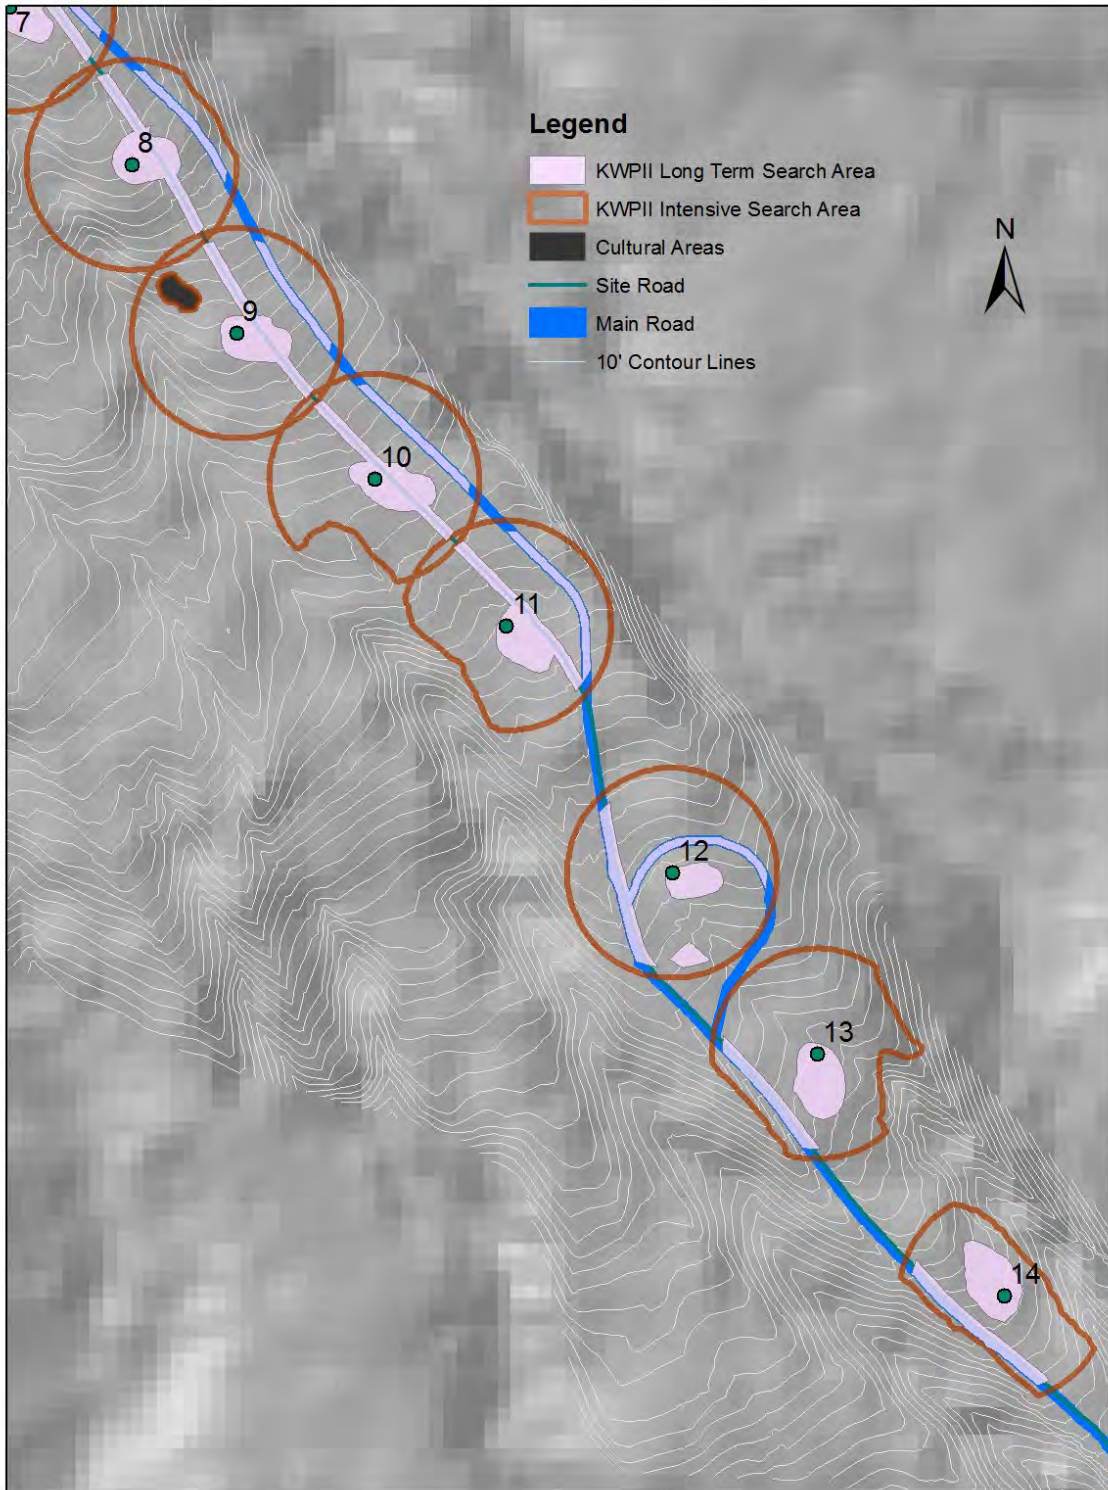 7
8
Legend
KWPII Long Term Search Area
KWPII Intensive Search Area
Cultural Areas
Site Road
Main Road
10' Contour Lines
N
9
10
11
12
13
14